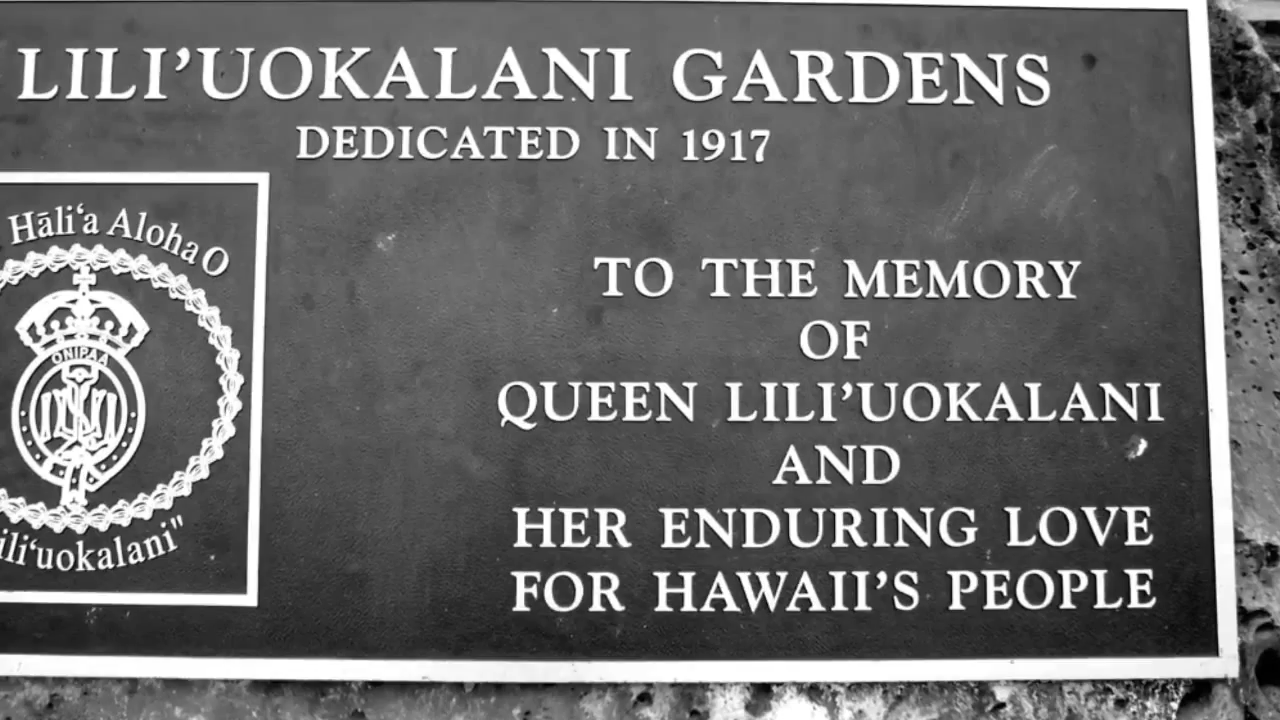 LILI'UOKALANI GARDENS
DEDICATED IN 1917
Hāli‘a Aloha O
ONIPAA
ili‘uokalani"
TO THE MEMORY
OF
QUEEN LILI'UOKALANI
AND
HER ENDURING LOVE
FOR HAWAII'S PEOPLE